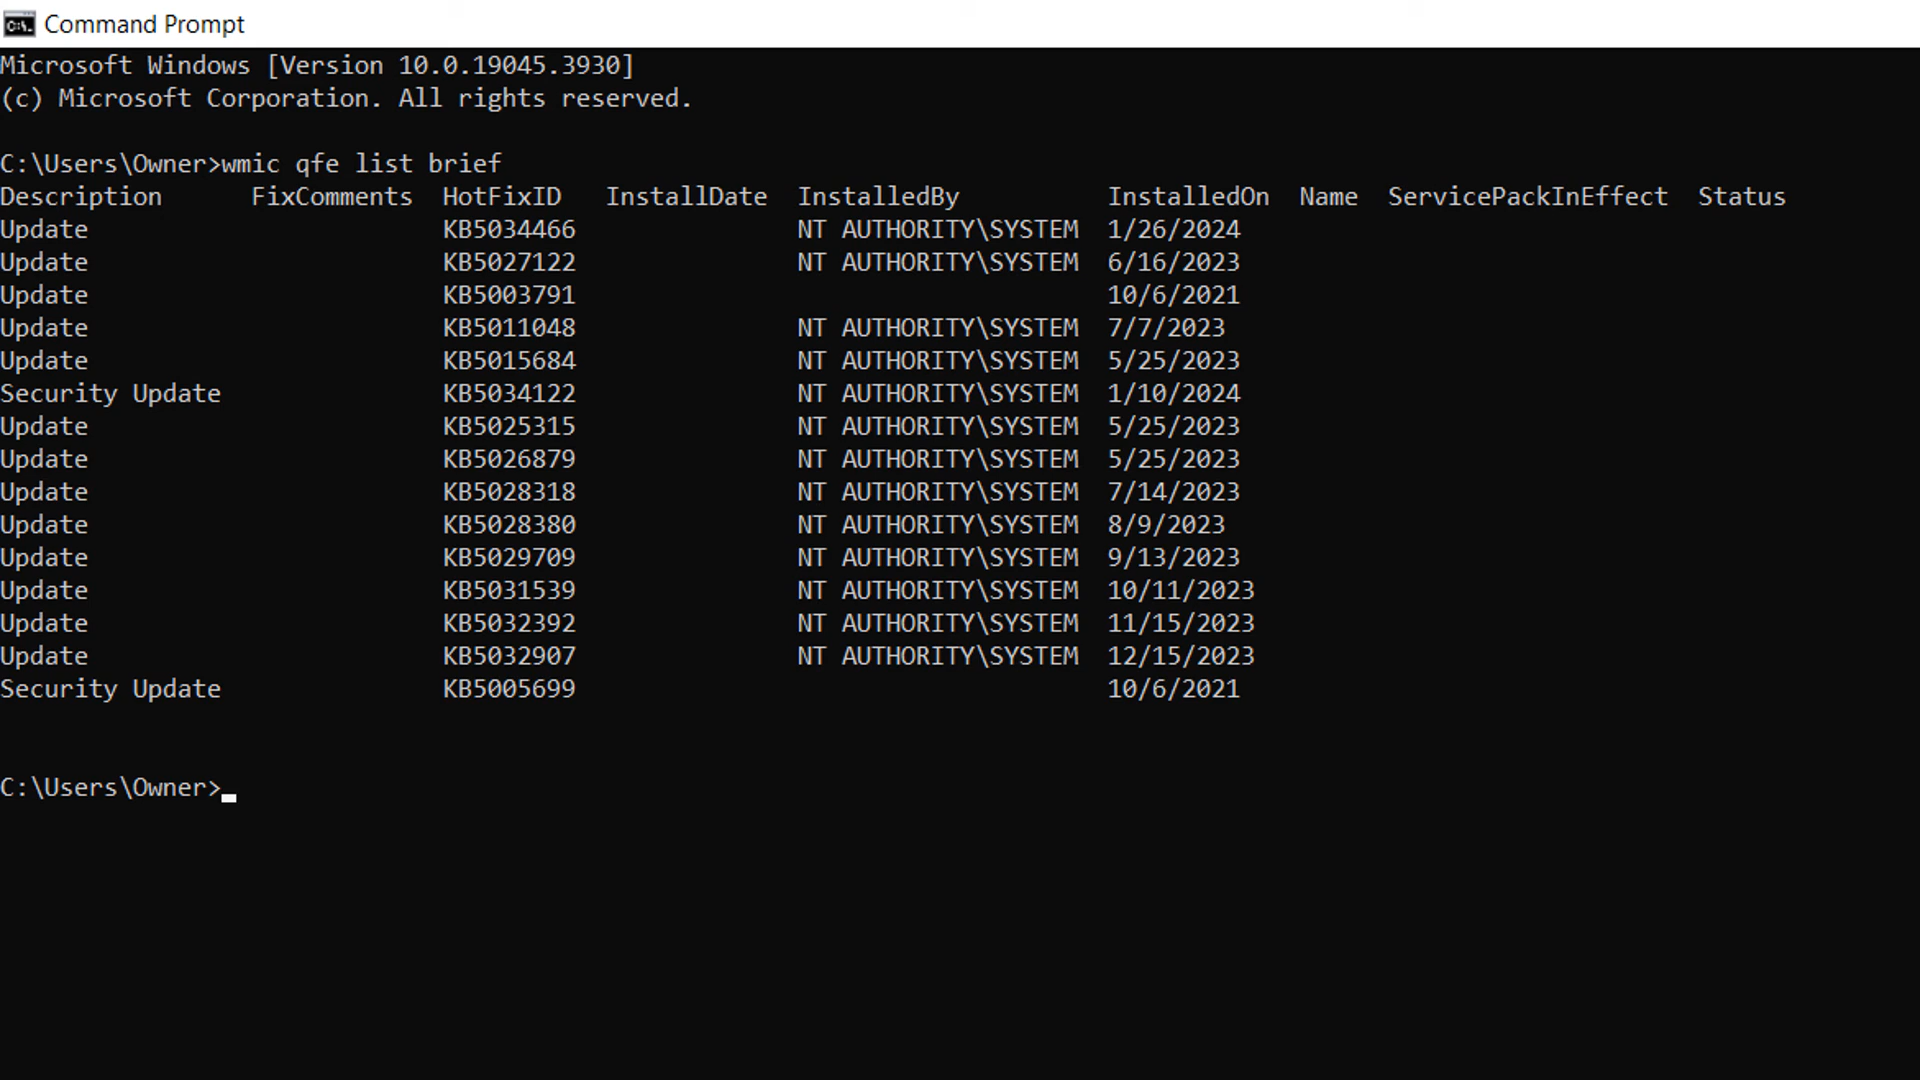 Command Prompt
Microsoft Windows [Version 10.0.19045.3930]
(c) Microsoft Corporation. All rights reserved.
C:\Users\Owner>wmic qfe list brief
Description FixComments HotFixID InstallDate InstalledBy InstalledOn Name ServicePackInEffect Status
Update KB5034466 NT AUTHORITY\SYSTEM 1/26/2024
Update KB5027122 NT AUTHORITY\SYSTEM 6/16/2023
Update KB5003791 10/6/2021
Update KB5011048 NT AUTHORITY\SYSTEM 7/7/2023
Update KB5015684 NT AUTHORITY\SYSTEM 5/25/2023
Security Update KB5034122 NT AUTHORITY\SYSTEM 1/10/2024
Update KB5025315 NT AUTHORITY\SYSTEM 5/25/2023
Update KB5026879 NT AUTHORITY\SYSTEM 5/25/2023
Update KB5028318 NT AUTHORITY\SYSTEM 7/14/2023
Update KB5028380 NT AUTHORITY\SYSTEM 8/9/2023
Update KB5029709 NT AUTHORITY\SYSTEM 9/13/2023
Update KB5031539 NT AUTHORITY\SYSTEM 10/11/2023
Update KB5032392 NT AUTHORITY\SYSTEM 11/15/2023
Update KB5032907 NT AUTHORITY\SYSTEM 12/15/2023
Security Update KB5005699 10/6/2021
C:\Users\Owner>